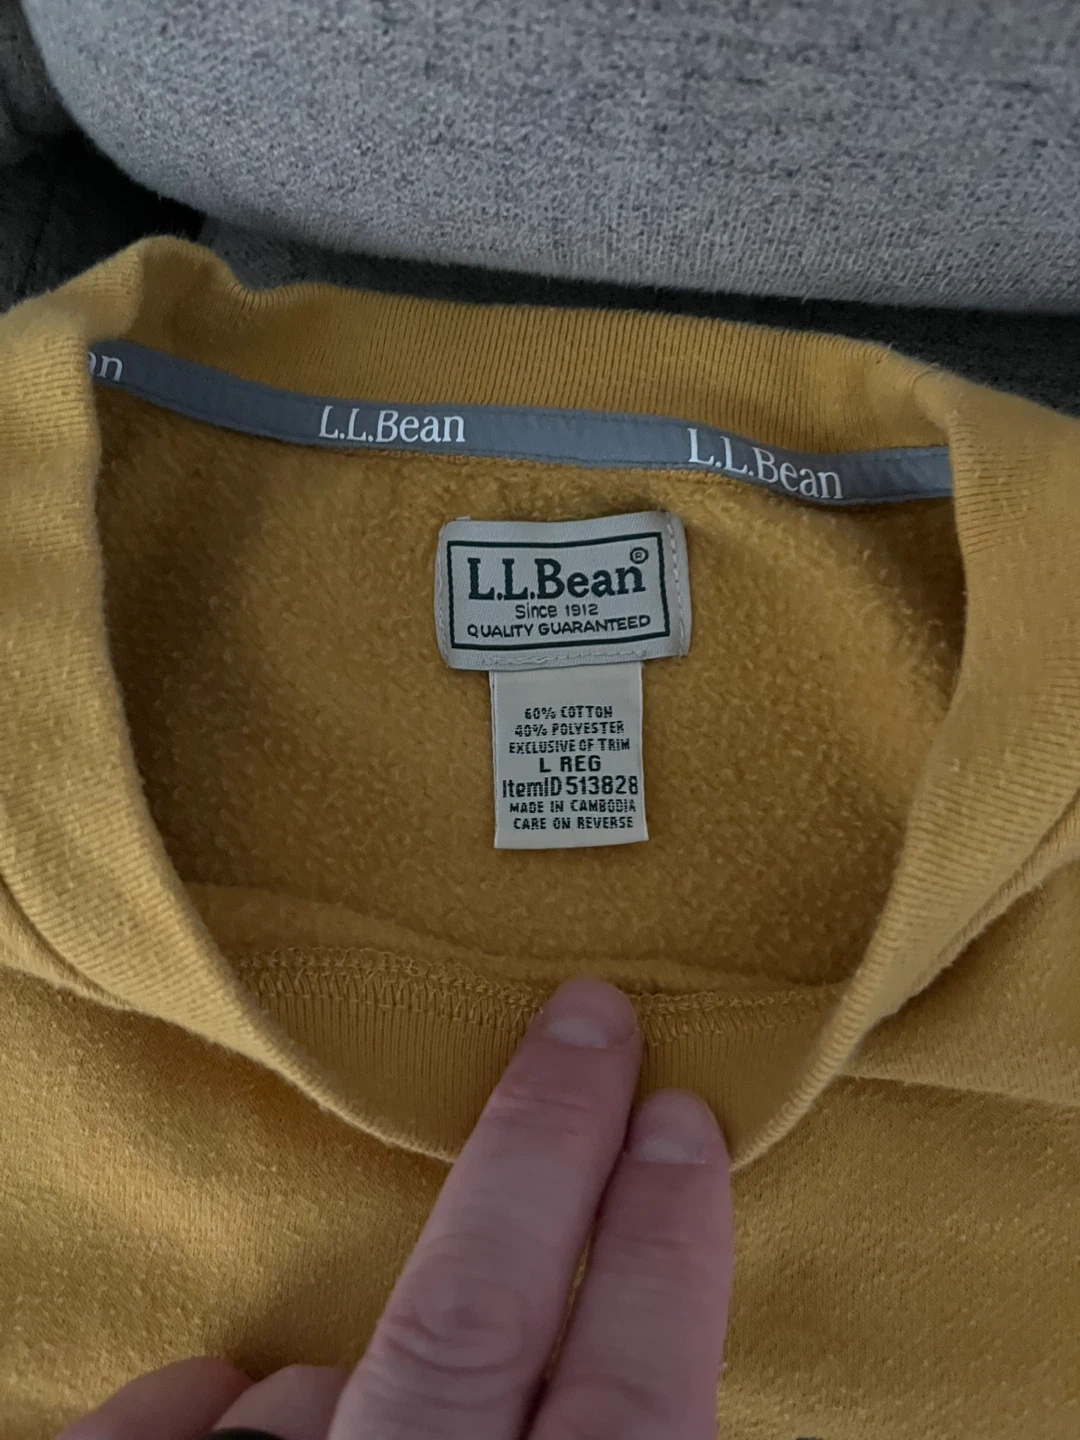 an
L.L.Bean
L.L.Bean
L.L.Bean®
Since 1912
QUALITY GUARANTEED
60% COTTON
40% POLYESTER
EXCLUSIVE OF TRIM
L REG
ItemID 513828
MADE IN CAMBODIA
CARE ON REVERSE